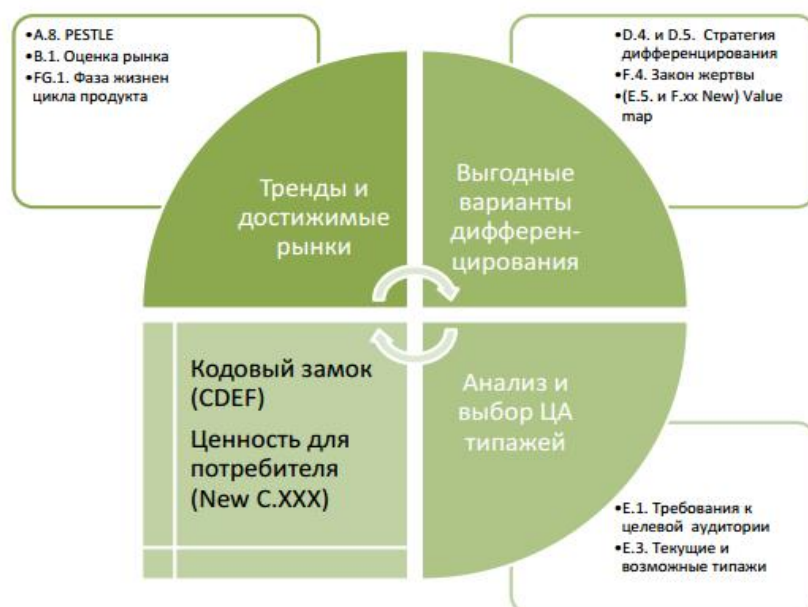 •A.8. PESTLE
•B.1. Оценка рынка
•FG.1. Фаза жизнен
цикла продукта
•D.4. и D.5. Стратегия
дифференцирования
•F.4. Закон жертвы
•(E.5. и F.xx New) Value
map
Тренды и
достижимые
рынки
Выгодные
варианты
дифферен-
цирования
Кодовый замок
(CDEF)
Ценность для
потребителя
(New C.XXX)
Анализ и
выбор ЦА
типажей
•E.1. Требования к
целевой аудитории
•E.3. Текущие и
возможные типажи